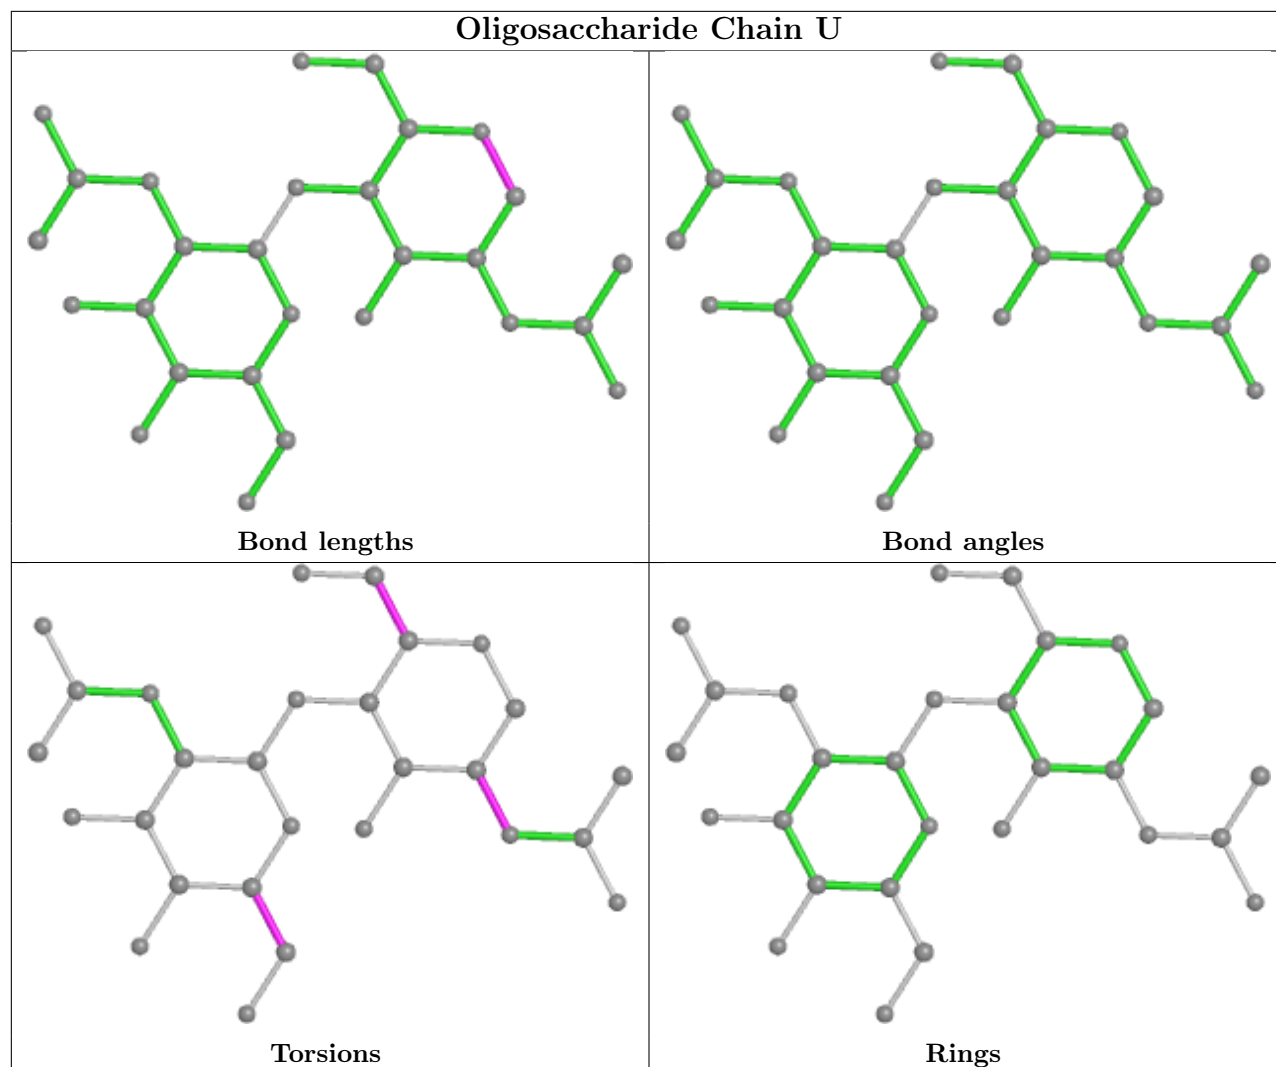 Oligosaccharide Chain U
Bond lengths
Bond angles
Torsions
Rings